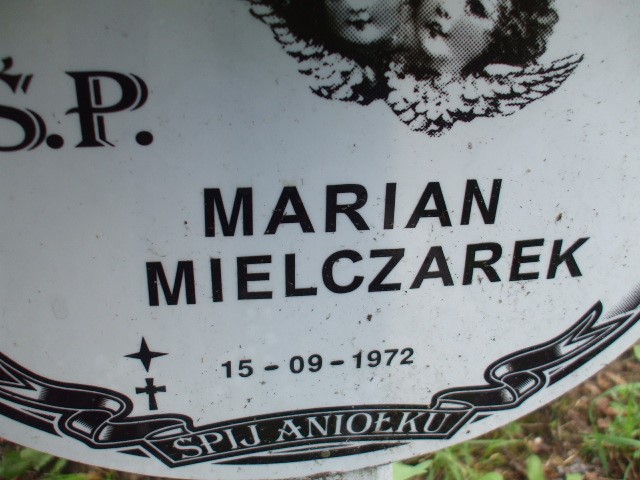 Ś.P.
MARIAN
MIELCZAREK
15-09-1972
ŚPIJ ANIOŁKU